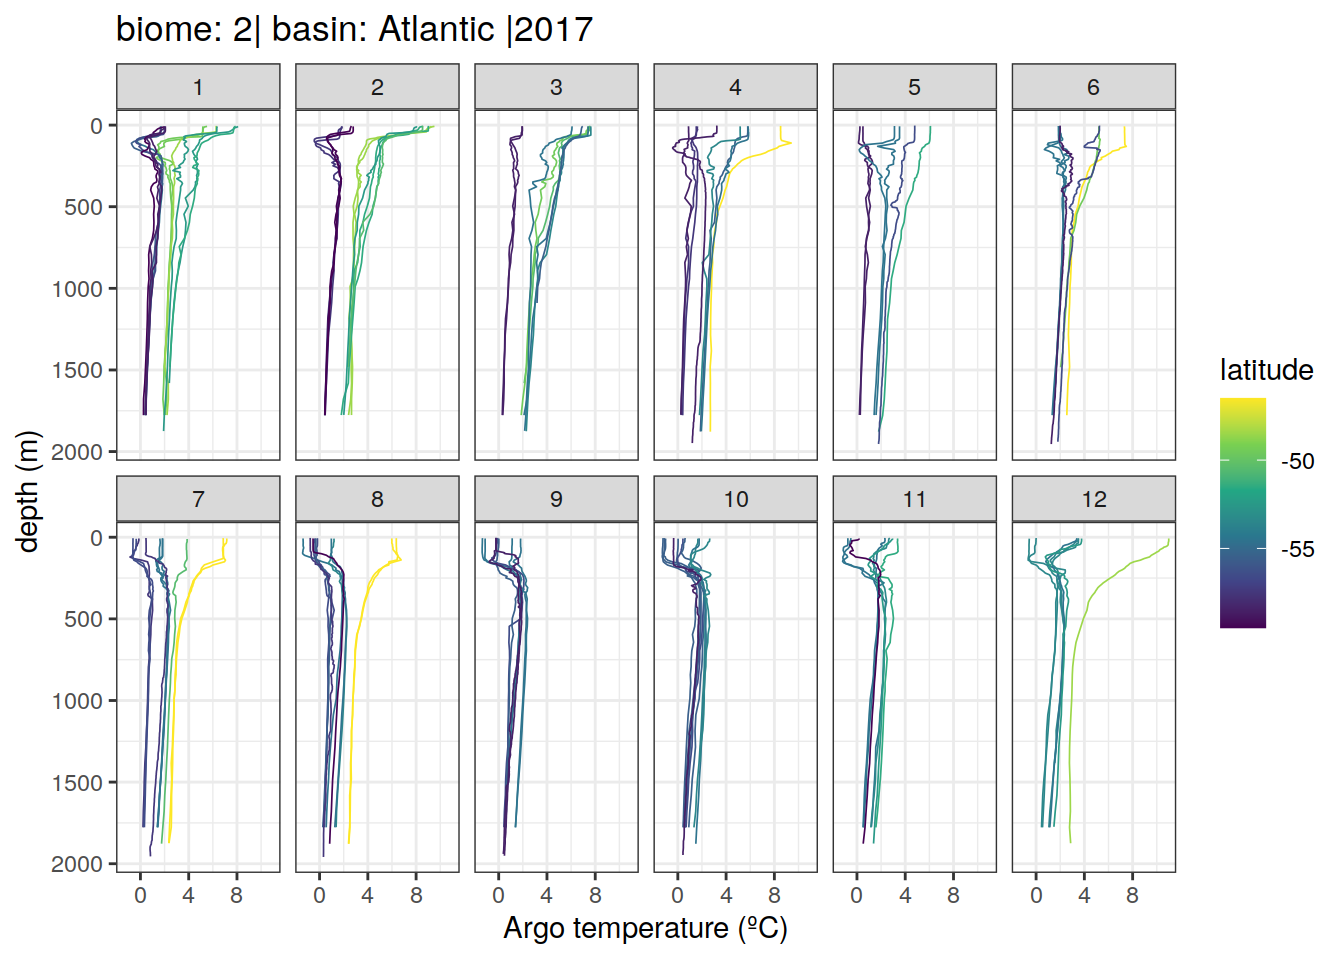 biome: 2| basin: Atlantic |2017
1 2 3 4 5 6
0
500
1000
1500
2000
7 8 9 10 11 12
0
500
1000
1500
2000
0 4 8 0 4 8 0 4 8 0 4 8 0 4 8 0 4 8
Argo temperature (ºC)
depth (m)
latitude
-50
-55